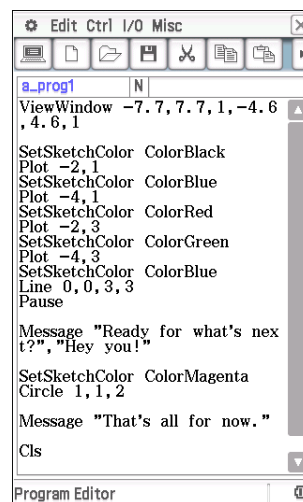 Edit Ctrl I/O Misc
a_prog1 N
ViewWindow −7.7,7.7,1,−4.6
,4.6,1
SetSketchColor ColorBlack
Plot −2,1
SetSketchColor ColorBlue
Plot −4,1
SetSketchColor ColorRed
Plot −2,3
SetSketchColor ColorGreen
Plot −4,3
SetSketchColor ColorBlue
Line 0,0,3,3
Pause
Message "Ready for what's nex
t?","Hey you!"
SetSketchColor ColorMagenta
Circle 1,1,2
Message "That's all for now."
Cls
Program Editor